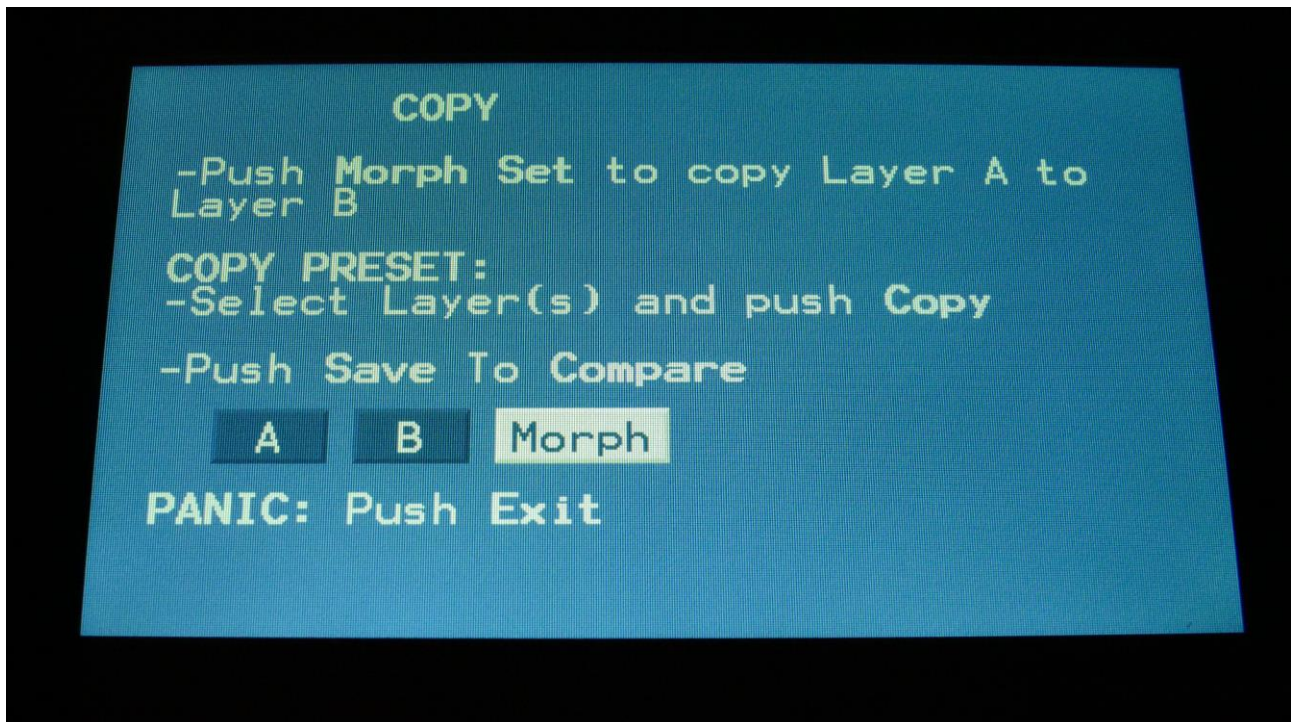 COPY
-Push Morph Set to copy Layer A to
Layer B
COPY PRESET:
-Select Layer(s) and push Copy
-Push Save To Compare
A B Morph
PANIC: Push Exit